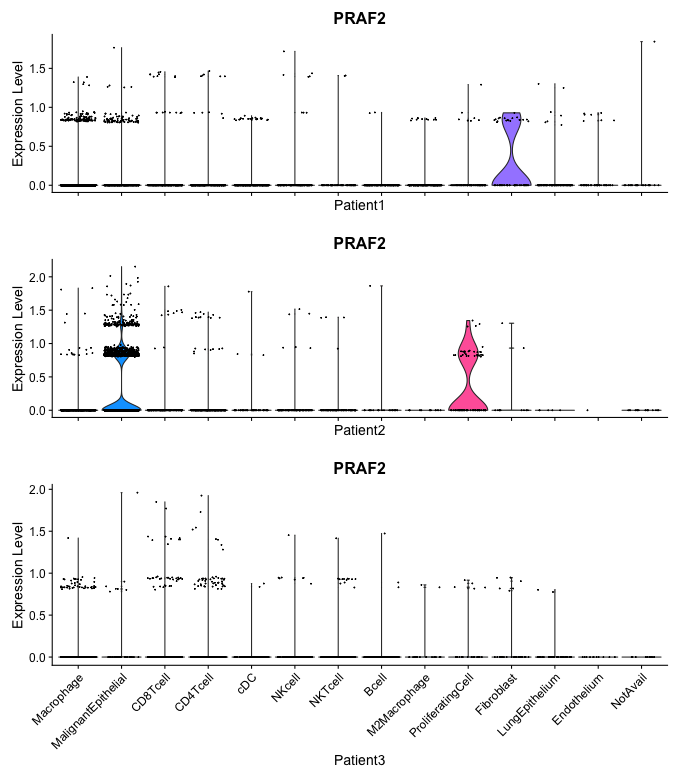 PRAF2
Expression Level
1.5
1.0
0.5
0.0
Patient1
PRAF2
Expression Level
2.0
1.5
1.0
0.5
0.0
Patient2
PRAF2
Expression Level
2.0
1.5
1.0
0.5
0.0
Macrophage
MalignantEpithelial
CD8Tcell
CD4Tcell
cDC
NKcell
NKTcell
Bcell
M2Macrophage
ProliferatingCell
Fibroblast
LungEpithelium
Endothelium
NotAvail
Patient3